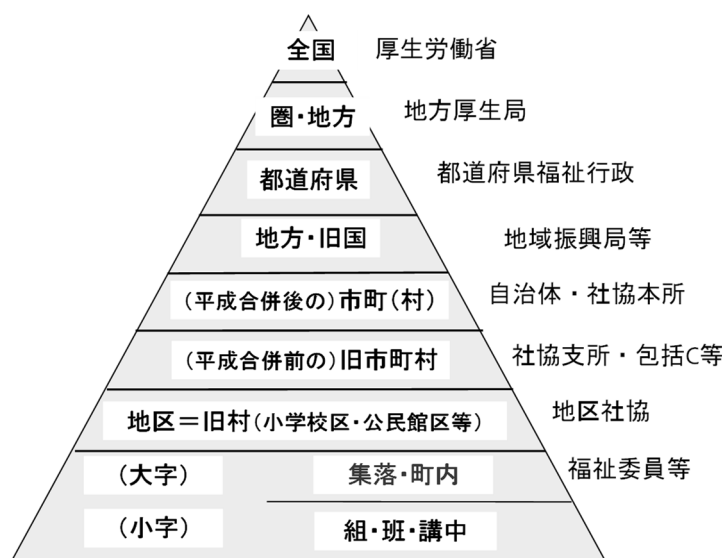 全国 厚生労働省
圏・地方 地方厚生局
都道府県 都道府県福祉行政
地方・旧国 地域振興局等
(平成合併後の)市町(村) 自治体・社協本所
(平成合併前の)旧市町村 社協支所・包括C等
地区＝旧村(小学校区・公民館区等) 地区社協
(大字) 集落・町内 福祉委員等
(小字) 組・班・講中